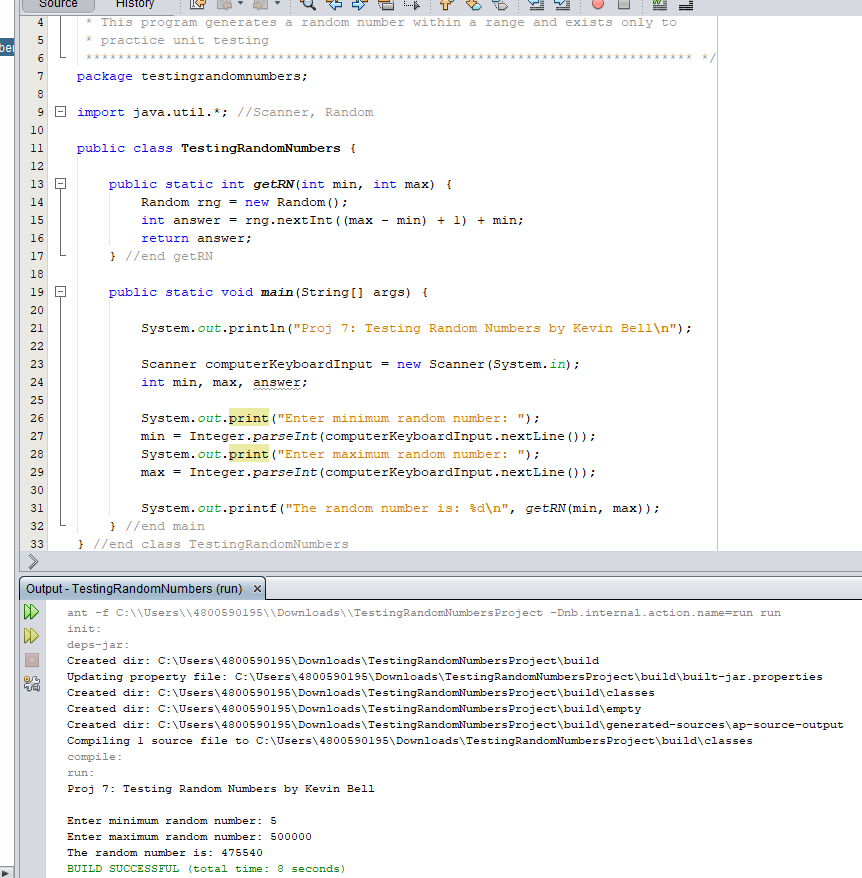 Source History
4 * This program generates a random number within a range and exists only to
5 * practice unit testing
6 **************************************************************************** */
7 package testingrandomnumbers;
8
9 import java.util.*; //Scanner, Random
10
11 public class TestingRandomNumbers {
12
13 public static int getRN(int min, int max) {
14 Random rng = new Random();
15 int answer = rng.nextInt((max - min) + 1) + min;
16 return answer;
17 } //end getRN
18
19 public static void main(String[] args) {
20
21 System.out.println("Proj 7: Testing Random Numbers by Kevin Bell\n");
22
23 Scanner computerKeyboardInput = new Scanner(System.in);
24 int min, max, answer;
25
26 System.out.print("Enter minimum random number: ");
27 min = Integer.parseInt(computerKeyboardInput.nextLine());
28 System.out.print("Enter maximum random number: ");
29 max = Integer.parseInt(computerKeyboardInput.nextLine());
30
31 System.out.printf("The random number is: %d\n", getRN(min, max));
32 } //end main
33 } //end class TestingRandomNumbers
Output - TestingRandomNumbers (run) ×
ant -f C:\\Users\\4800590195\\Downloads\\TestingRandomNumbersProject -Dnb.internal.action.name=run run
init:
deps-jar:
Created dir: C:\Users\4800590195\Downloads\TestingRandomNumbersProject\build
Updating property file: C:\Users\4800590195\Downloads\TestingRandomNumbersProject\build\built-jar.properties
Created dir: C:\Users\4800590195\Downloads\TestingRandomNumbersProject\build\classes
Created dir: C:\Users\4800590195\Downloads\TestingRandomNumbersProject\build\empty
Created dir: C:\Users\4800590195\Downloads\TestingRandomNumbersProject\build\generated-sources\ap-source-output
Compiling 1 source file to C:\Users\4800590195\Downloads\TestingRandomNumbersProject\build\classes
compile:
run:
Proj 7: Testing Random Numbers by Kevin Bell

Enter minimum random number: 5
Enter maximum random number: 500000
The random number is: 475540
BUILD SUCCESSFUL (total time: 8 seconds)